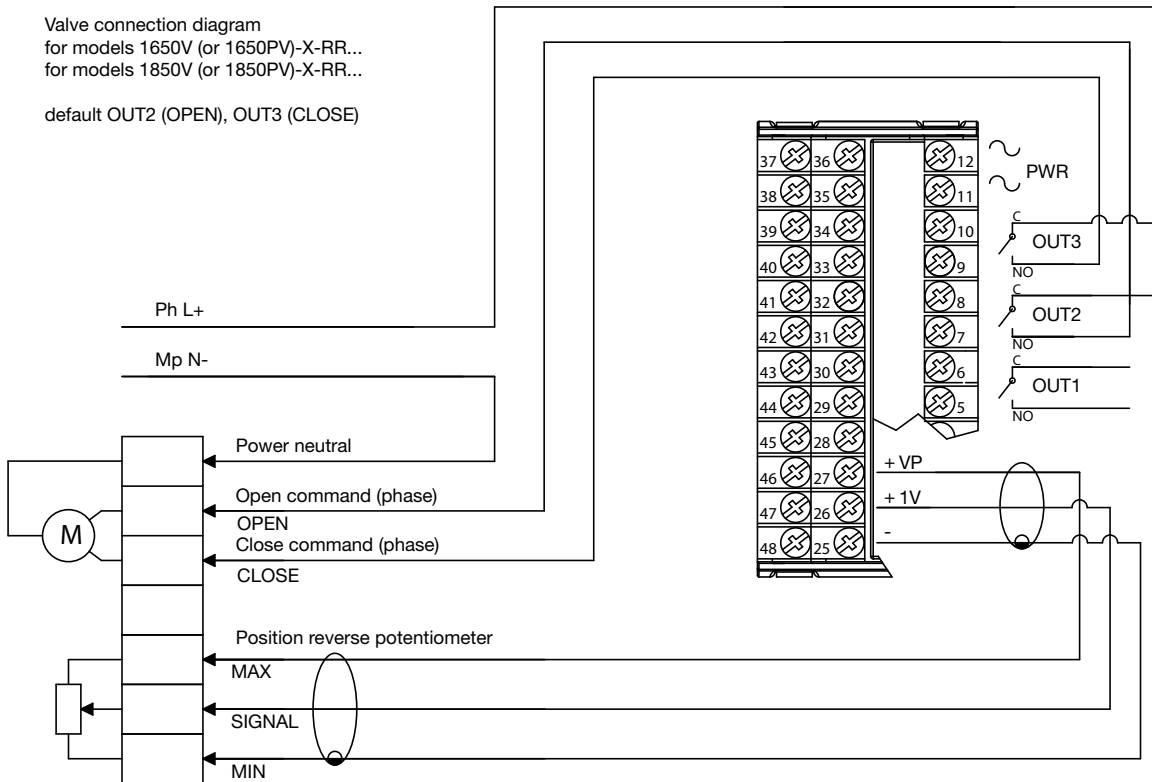 Valve connection diagram
for models 1650V (or 1650PV)-X-RR...
for models 1850V (or 1850PV)-X-RR...
default OUT2 (OPEN), OUT3 (CLOSE)
Ph L+
Mp N-
Power neutral
Open command (phase)
OPEN
Close command (phase)
CLOSE
M
Position reverse potentiometer
MAX
SIGNAL
MIN
37 36 12
38 35 11
39 34 10
40 33 9
41 32 8
42 31 7
43 30 6
44 29 5
45 28
46 27
47 26
48 25
PWR
C
OUT3
NO
C
OUT2
NO
C
OUT1
NO
+ VP
+ 1V
-